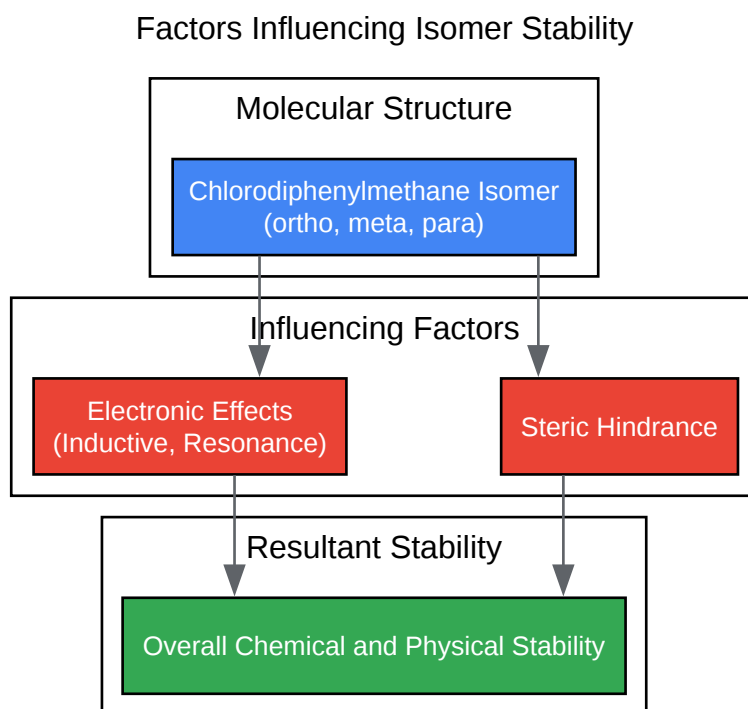 Factors Influencing Isomer Stability
Molecular Structure
Chlorodiphenylmethane Isomer
(ortho, meta, para)
Influencing Factors
Electronic Effects
(Inductive, Resonance)
Steric Hindrance
Resultant Stability
Overall Chemical and Physical Stability